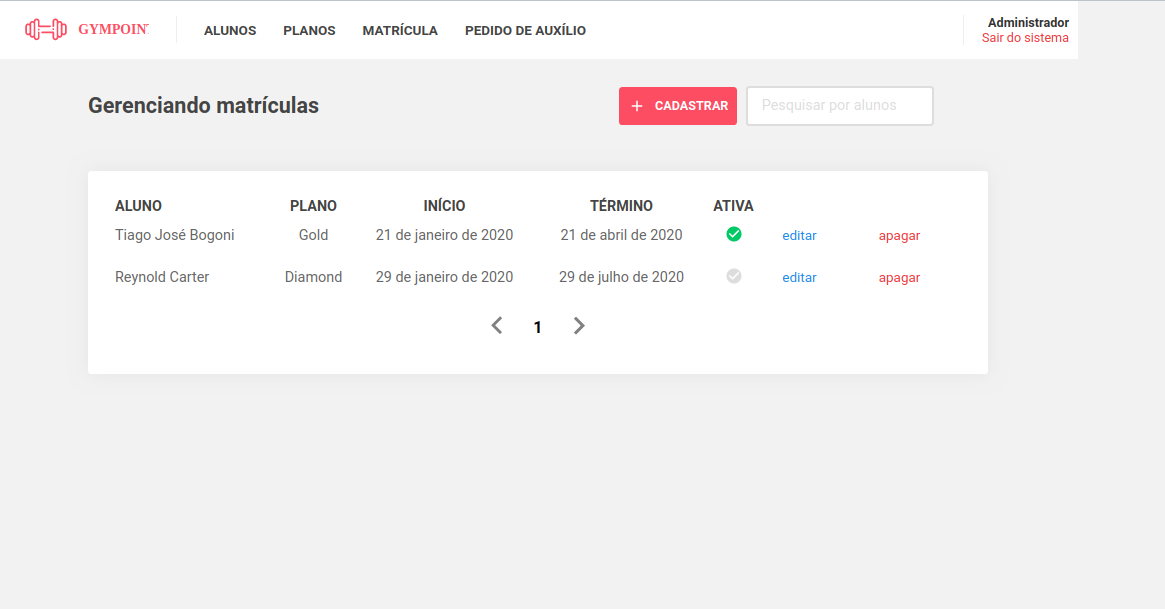 GYMPOINT ALUNOS PLANOS MATRÍCULA PEDIDO DE AUXÍLIO Administrador
Sair do sistema
Gerenciando matrículas + CADASTRAR Pesquisar por alunos
ALUNO PLANO INÍCIO TÉRMINO ATIVA
Tiago José Bogoni Gold 21 de janeiro de 2020 21 de abril de 2020 editar apagar
Reynold Carter Diamond 29 de janeiro de 2020 29 de julho de 2020 editar apagar
1